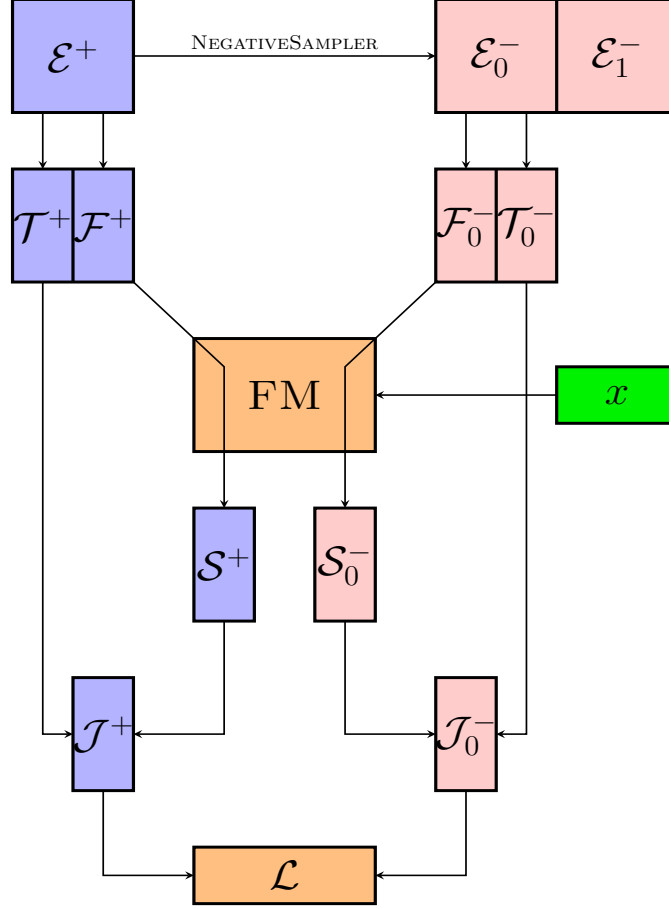 ℰ⁺ NEGATIVESAMPLER ℰ₀⁻ ℰ₁⁻
𝒯⁺ ℱ⁺ ℱ₀⁻ 𝒯₀⁻
FM x
𝒮⁺ 𝒮₀⁻
𝒥⁺ 𝒥₀⁻
ℒ